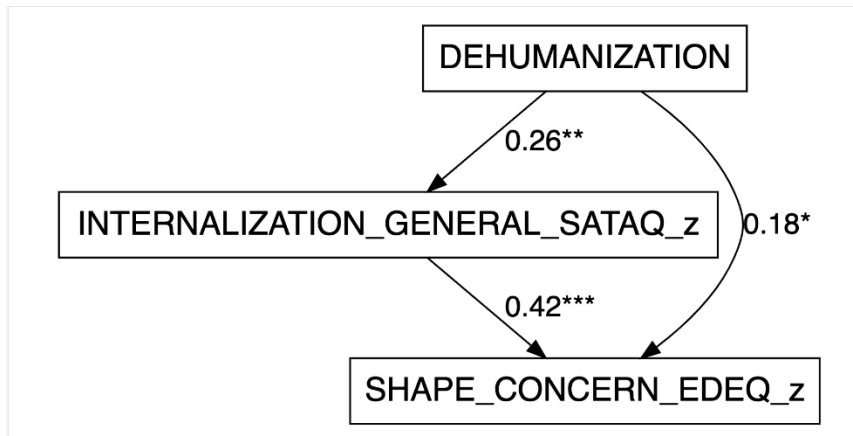 DEHUMANIZATION
0.26**
INTERNALIZATION_GENERAL_SATAQ_z
0.18*
0.42***
SHAPE_CONCERN_EDEQ_z